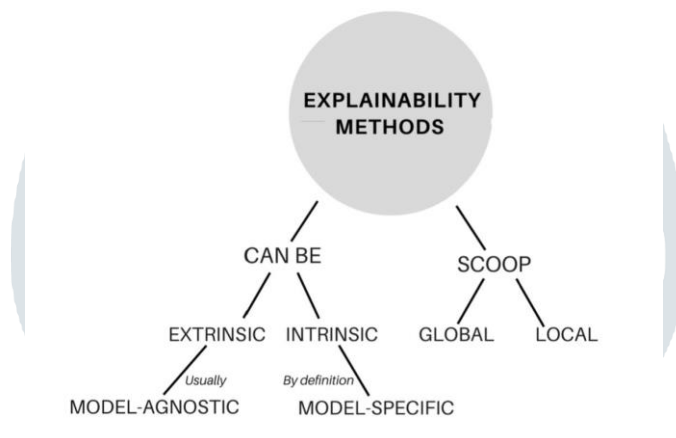 EXPLAINABILITY
METHODS
CAN BE
SCOOP
EXTRINSIC
INTRINSIC
GLOBAL
LOCAL
Usually
By definition
MODEL-AGNOSTIC
MODEL-SPECIFIC